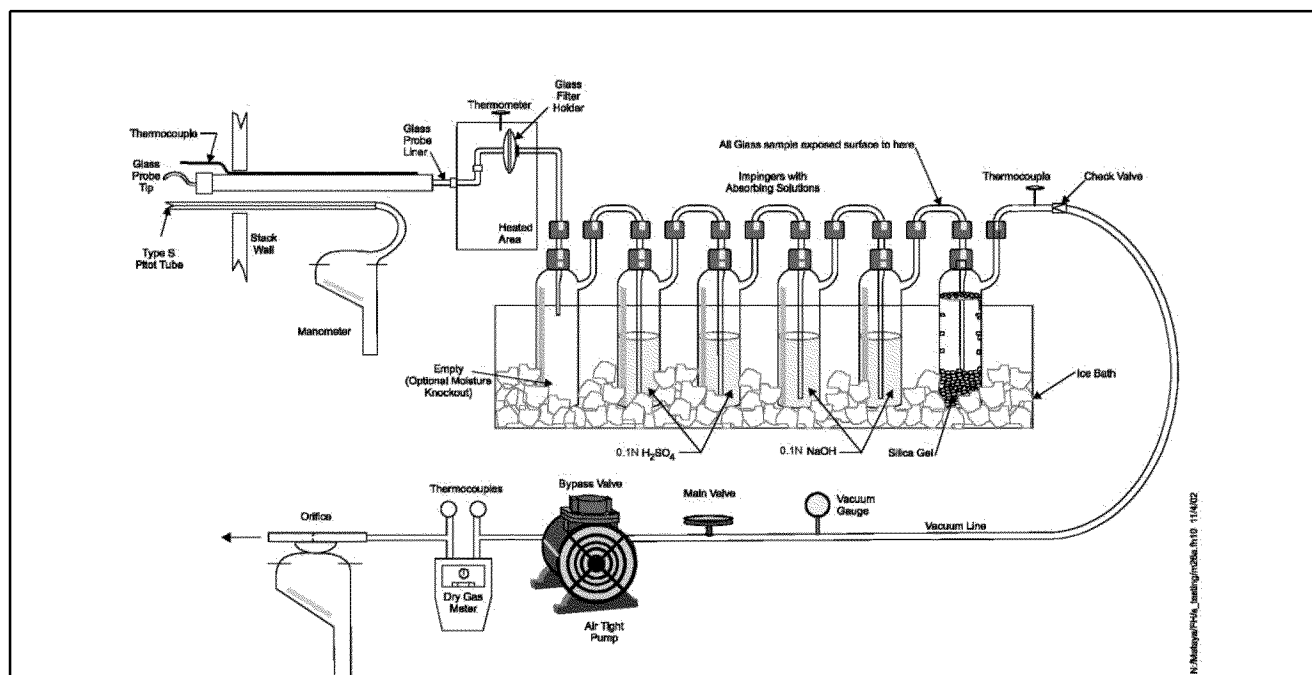 Glass
Filter
Holder
Thermometer
Thermocouple
Glass
Probe
Liner
All Glass sample exposed surface to here
Glass
Probe
Tip
Impingers with
Absorbing Solutions
Thermocouple
Check Valve
Heated
Area
Stack
Wall
Type S
Pitot Tube
Manometer
Empty
(Optional Moisture
Knockout)
Ice Bath
0.1N H₂SO₄
0.1N NaOH
Silica Gel
Thermocouples
Bypass Valve
Main Valve
Vacuum
Gauge
Orifice
Vacuum Line
Dry Gas
Meter
Air Tight
Pump
11/4/02